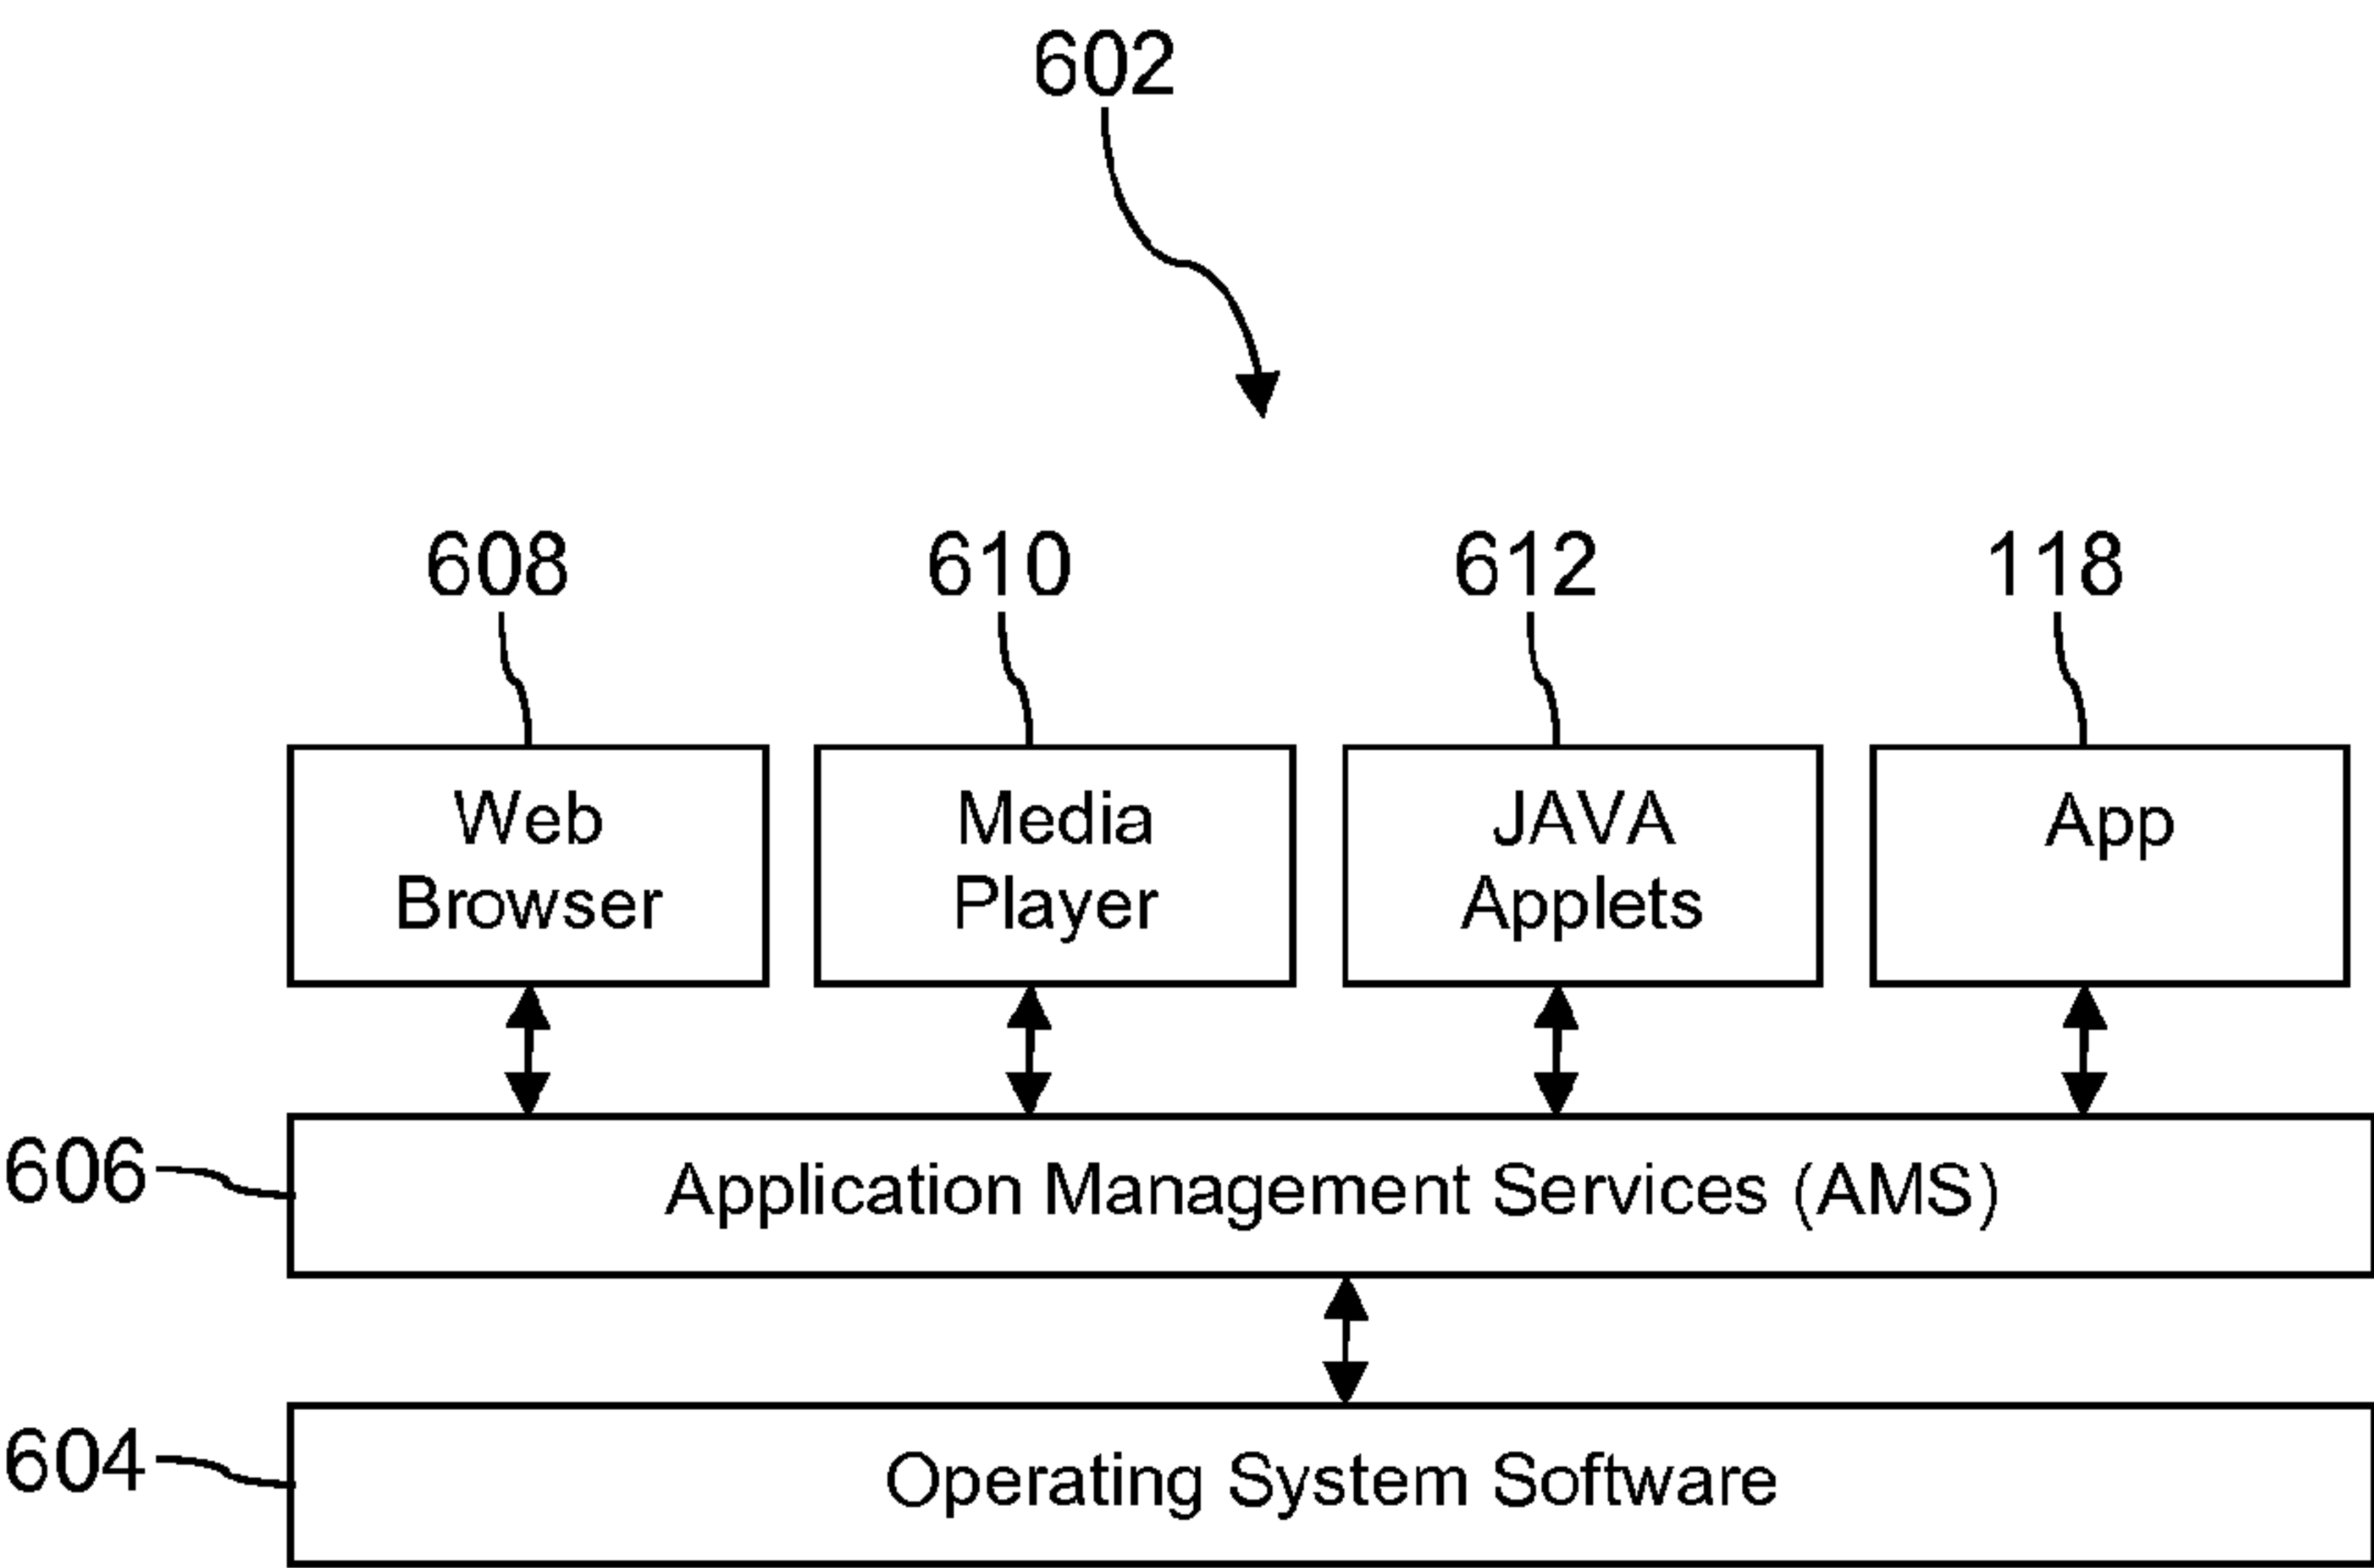 602
608
610
612
118
Web
Browser
Media
Player
JAVA
Applets
App
606
Application Management Services (AMS)
604
Operating System Software